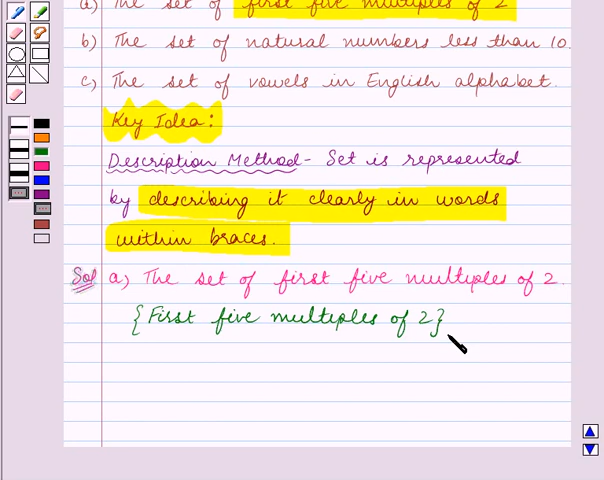 a) The set of first five multiples of 2
b) The set of natural numbers less than 10.
c) The set of vowels in English alphabet.
Key Idea:
Description Method - Set is represented
by describing it clearly in words
within braces.
Sol a) The set of first five multiples of 2.
{First five multiples of 2}